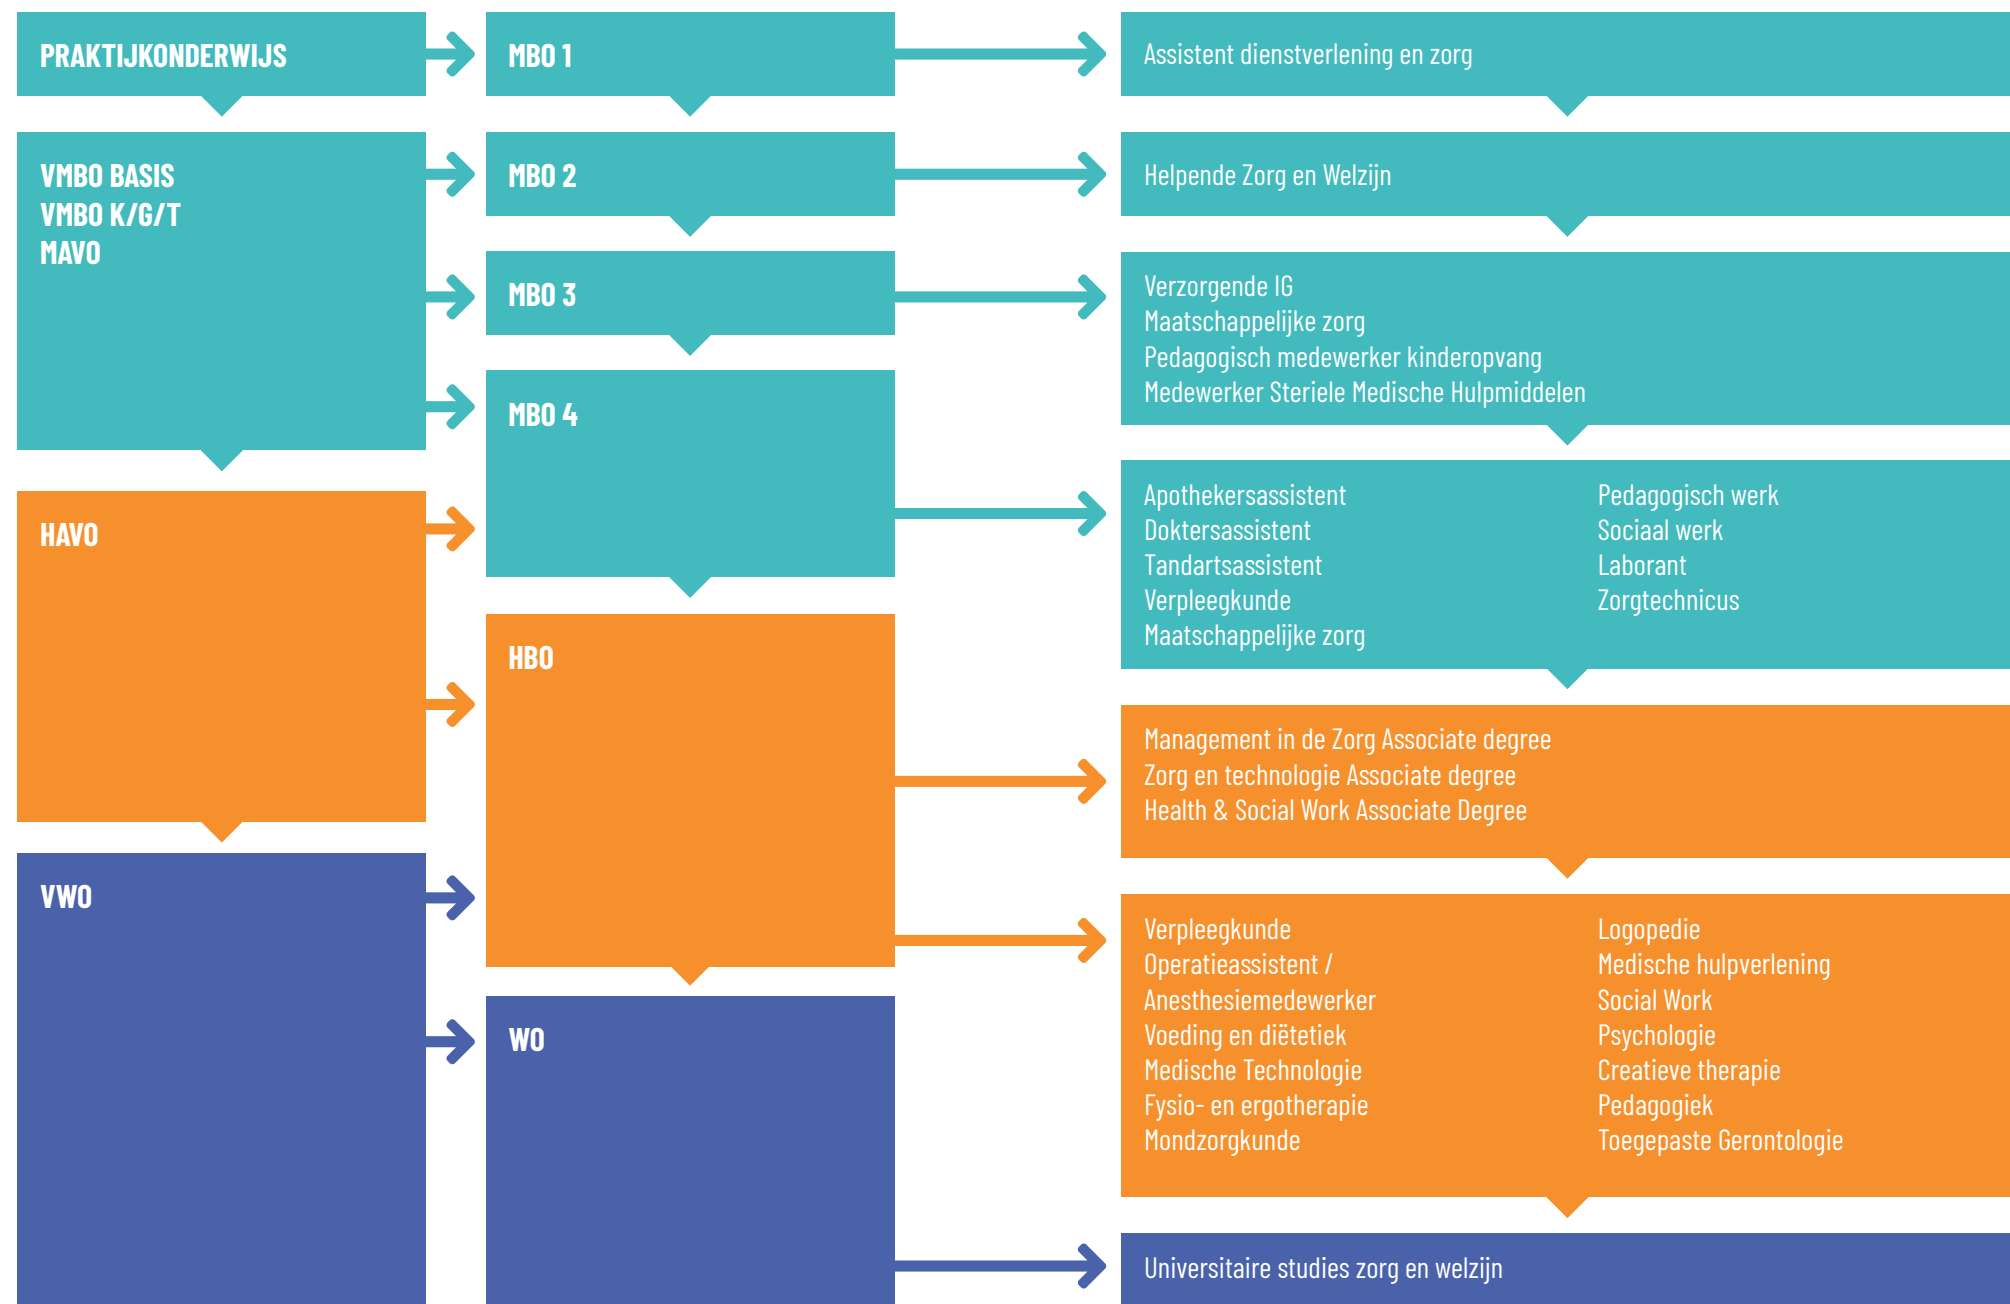 PRAKTIJKONDERWIJS
VMBO BASIS
VMBO K/G/T
MAVO
HAVO
VWO
MBO 1
MBO 2
MBO 3
MBO 4
HBO
WO
Assistent dienstverlening en zorg
Helpende Zorg en Welzijn
Verzorgende IG
Maatschappelijke zorg
Pedagogisch medewerker kinderopvang
Medewerker Steriele Medische Hulpmiddelen
Apothekersassistent
Doktersassistent
Tandartsassistent
Verpleegkunde
Maatschappelijke zorg
Pedagogisch werk
Sociaal werk
Laborant
Zorgtechnicus
Management in de Zorg Associate degree
Zorg en technologie Associate degree
Health & Social Work Associate Degree
Verpleegkunde
Operatieassistent /
Anesthesiemedewerker
Voeding en diëtetiek
Medische Technologie
Fysio- en ergotherapie
Mondzorgkunde
Logopedie
Medische hulpverlening
Social Work
Psychologie
Creatieve therapie
Pedagogiek
Toegepaste Gerontologie
Universitaire studies zorg en welzijn